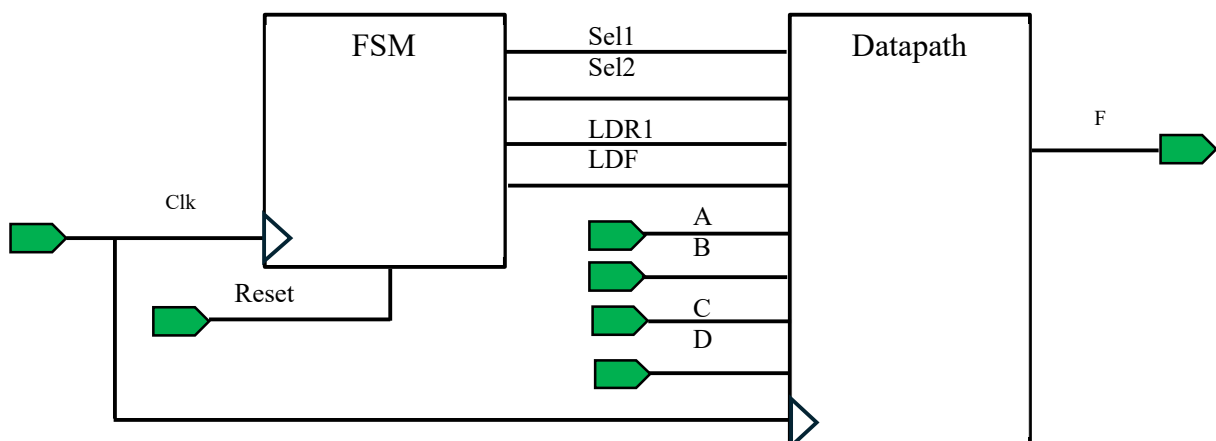 FSM
Datapath
Sel1
Sel2
LDR1
LDF
F
Clk
A
B
Reset
C
D